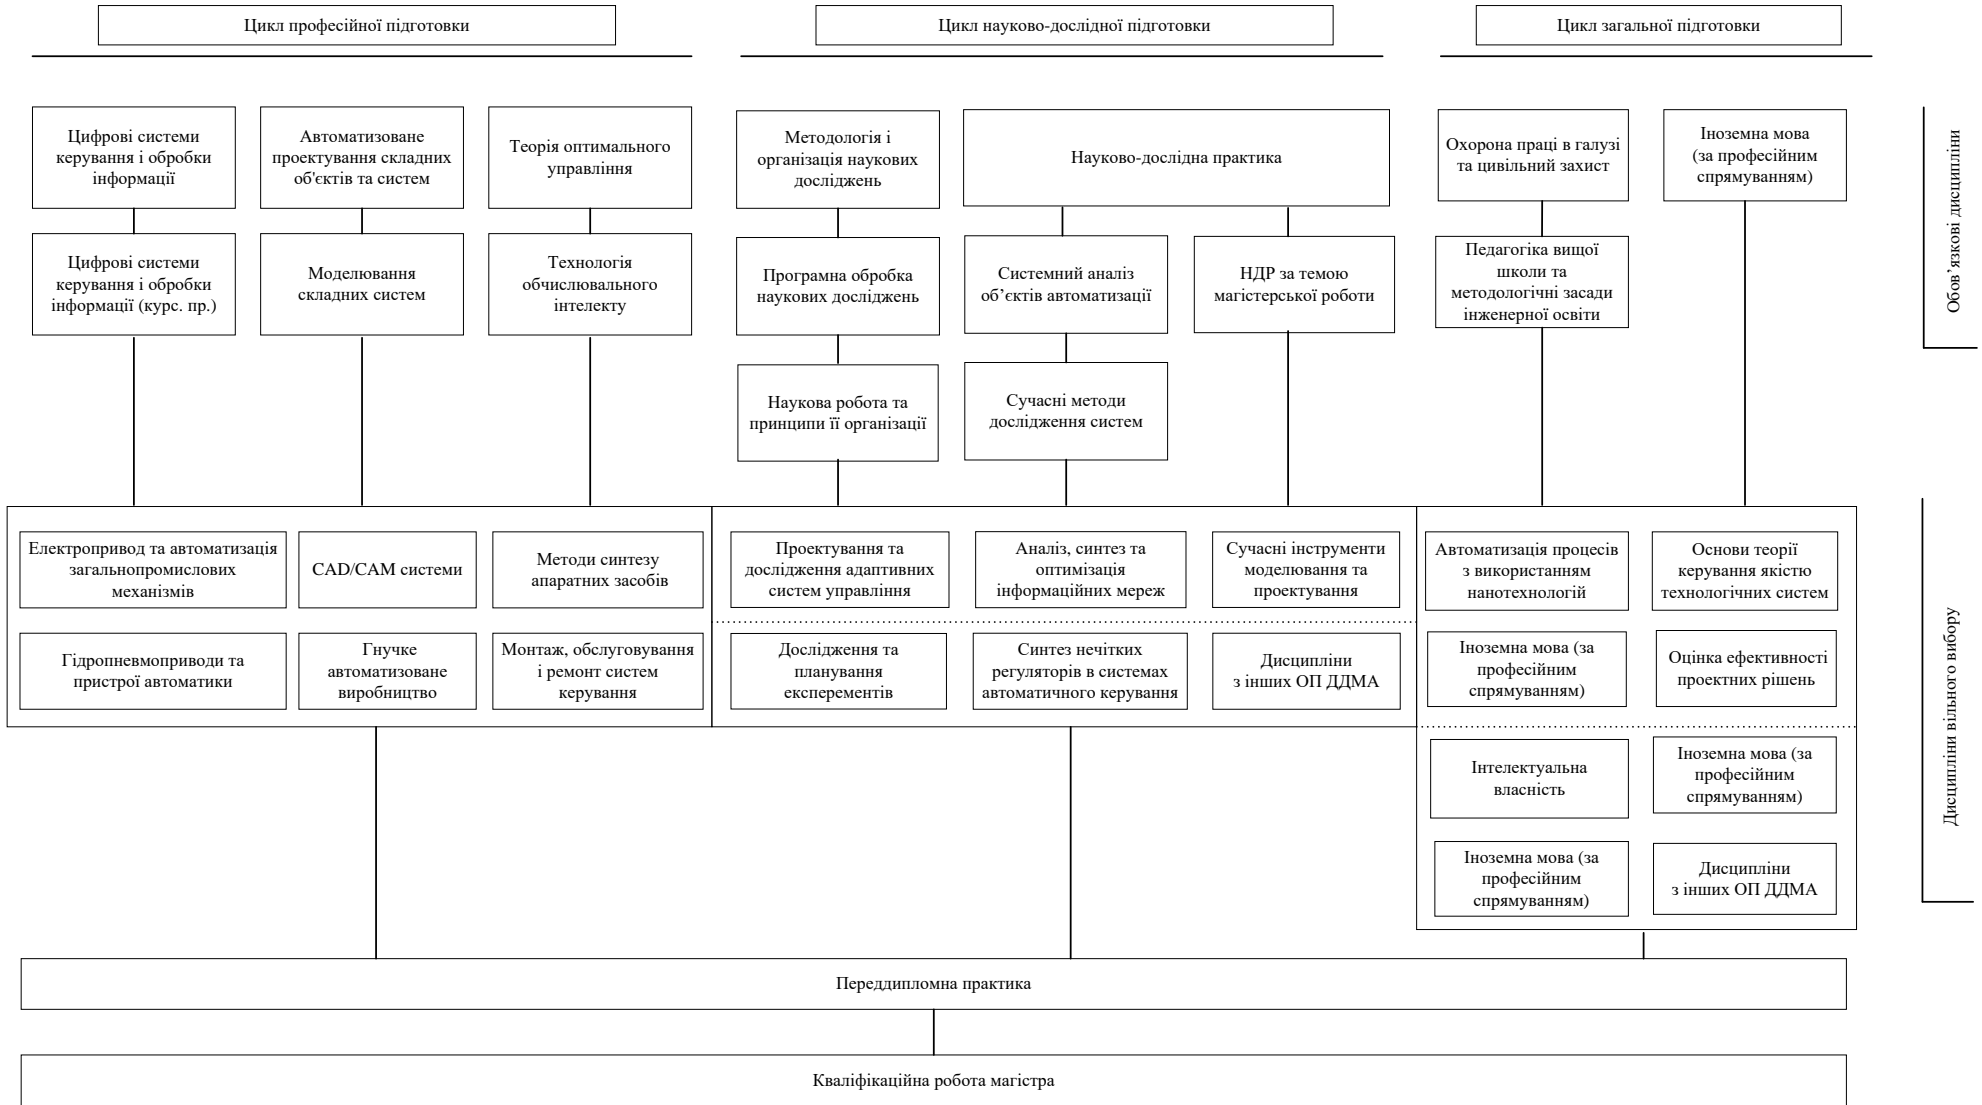 Цикл професійної підготовки
Цикл науково-дослідної підготовки
Цикл загальної підготовки
Цифрові системи
керування і обробки
інформації
Автоматизоване
проектування складних
об'єктів та систем
Теорія оптимального
управління
Методологія і
організація наукових
досліджень
Науково-дослідна практика
Охорона праці в галузі
та цивільний захист
Іноземна мова
(за професійним
спрямуванням)
Обов’язкові дисципліни
Цифрові системи
керування і обробки
інформації (курс. пр.)
Моделювання
складних систем
Технологія
обчислювального
інтелекту
Програмна обробка
наукових досліджень
Системний аналіз
об’єктів автоматизації
НДР за темою
магістерської роботи
Педагогіка вищої
школи та
методологічні засади
інженерної освіти
Наукова робота та
принципи її організації
Сучасні методи
дослідження систем
Електропривод та автоматизація
загальнопромислових
механізмів
CAD/CAM системи
Методи синтезу
апаратних засобів
Проектування та
дослідження адаптивних
систем управління
Аналіз, синтез та
оптимізація
інформаційних мереж
Сучасні інструменти
моделювання та
проектування
Автоматизація процесів
з використанням
нанотехнологій
Основи теорії
керування якістю
технологічних систем
Дисципліни вільного вибору
Гідропневмоприводи та
пристрої автоматики
Гнучке
автоматизоване
виробництво
Монтаж, обслуговування
і ремонт систем
керування
Дослідження та
планування
експерементів
Синтез нечітких
регуляторів в системах
автоматичного керування
Дисципліни
з інших ОП ДДМА
Іноземна мова (за
професійним
спрямуванням)
Оцінка ефективності
проектних рішень
Інтелектуальна
власність
Іноземна мова (за
професійним
спрямуванням)
Іноземна мова (за
професійним
спрямуванням)
Дисципліни
з інших ОП ДДМА
Переддипломна практика
Кваліфікаційна робота магістра